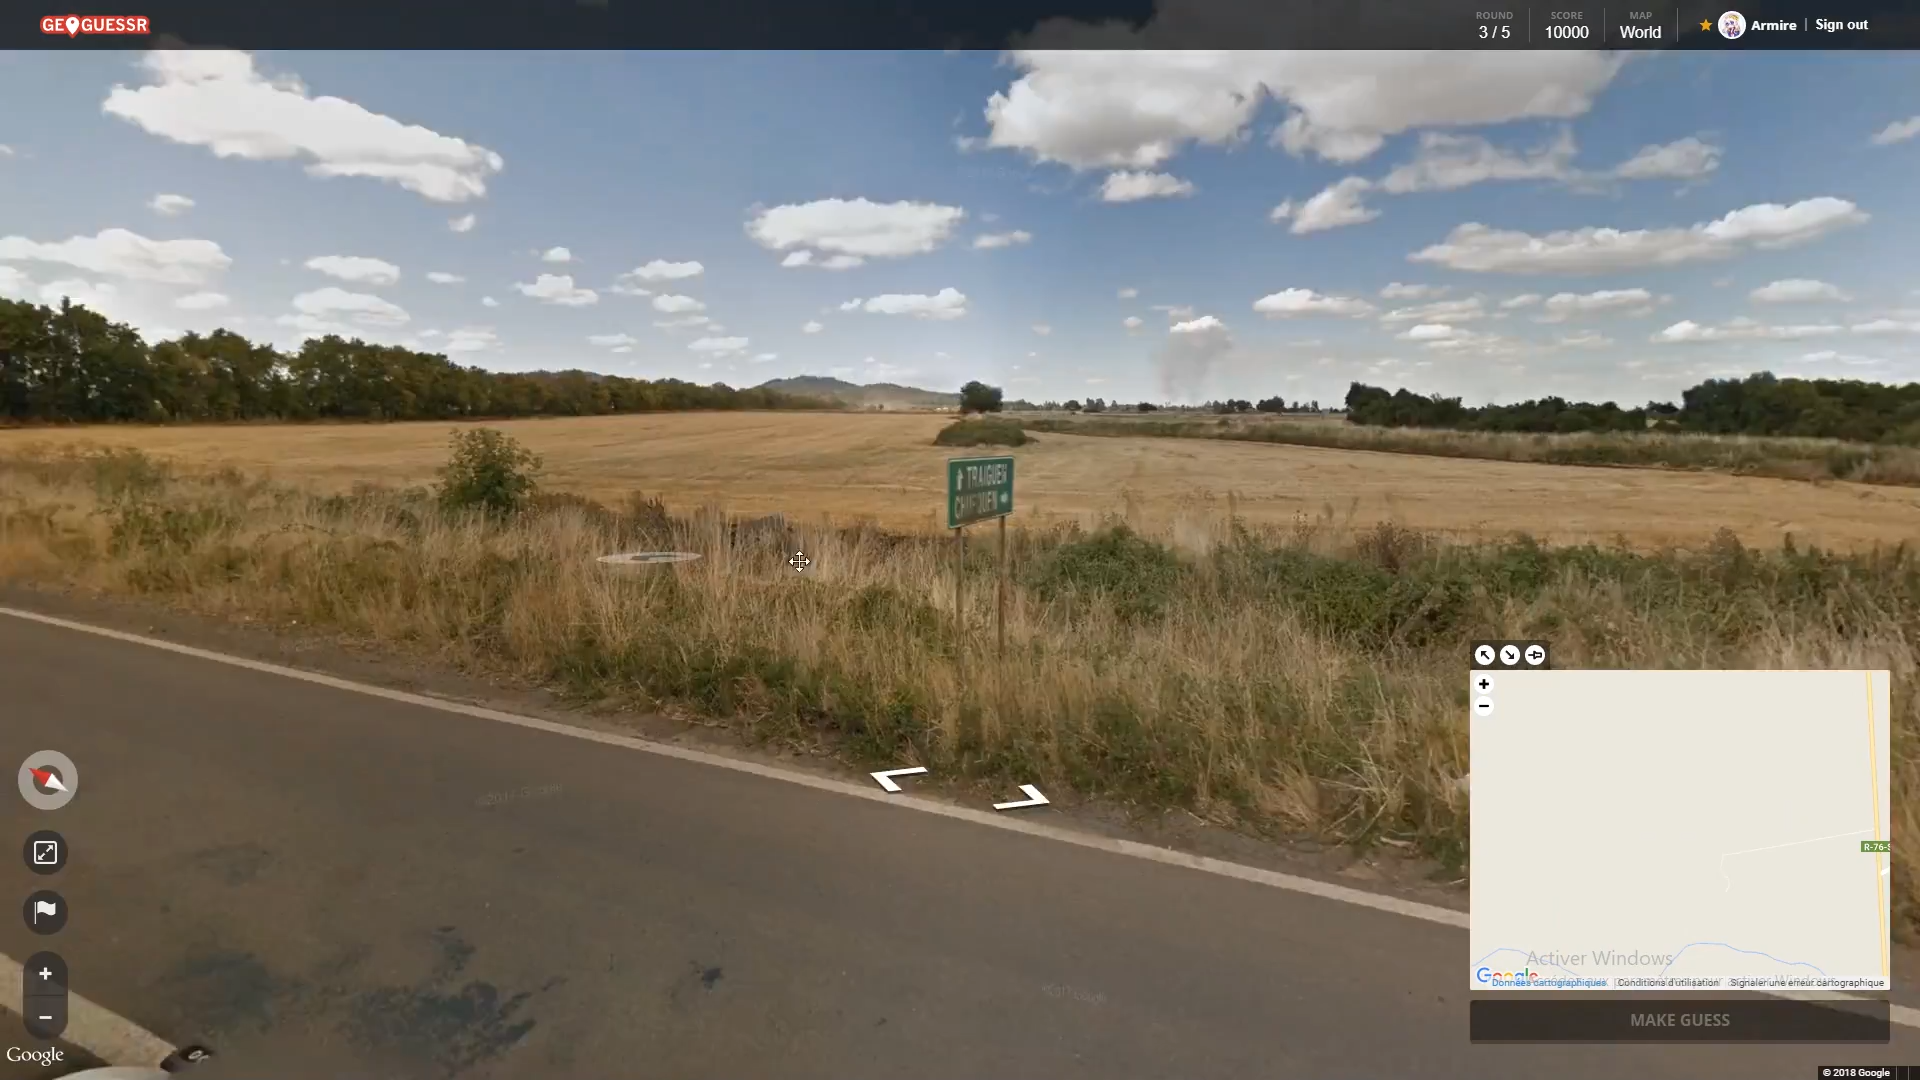 GEOGUESSR
ROUND
3 / 5
SCORE
10000
MAP
World
Armire
Sign out
TRAIGUEN
R-76-S
Activer Windows
Google
Données cartographiques
Conditions d'utilisation
Signaler une erreur cartographique
MAKE GUESS
Google
© 2018 Google